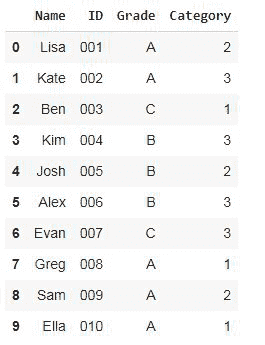 Name ID Grade Category
0 Lisa 001 A 2
1 Kate 002 A 3
2 Ben 003 C 1
3 Kim 004 B 3
4 Josh 005 B 2
5 Alex 006 B 3
6 Evan 007 C 3
7 Greg 008 A 1
8 Sam 009 A 2
9 Ella 010 A 1